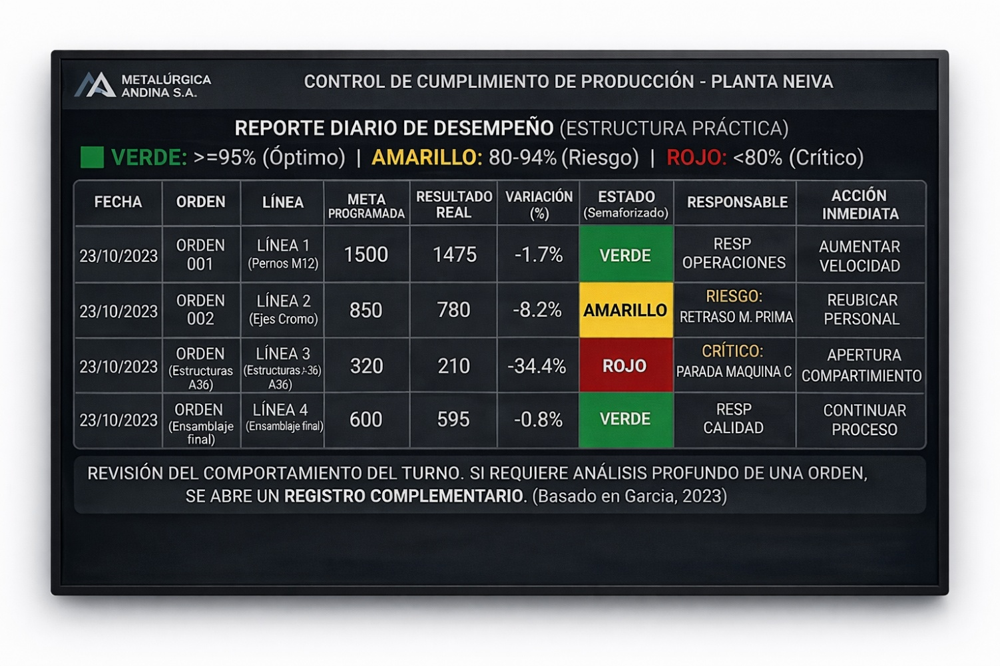 METALÚRGICA
ANDINA S.A.
CONTROL DE CUMPLIMIENTO DE PRODUCCIÓN - PLANTA NEIVA
REPORTE DIARIO DE DESEMPEÑO (ESTRUCTURA PRÁCTICA)
VERDE: >=95% (Óptimo) | AMARILLO: 80-94% (Riesgo) | ROJO: <80% (Crítico)
FECHA
ORDEN
LÍNEA
META
PROGRAMADA
RESULTADO
REAL
VARIACIÓN
(%)
ESTADO
(Semaforizado)
RESPONSABLE
ACCIÓN
INMEDIATA
23/10/2023
ORDEN
001
LÍNEA 1
(Pernos M12)
1500
1475
-1.7%
VERDE
RESP
OPERACIONES
AUMENTAR
VELOCIDAD
23/10/2023
ORDEN
002
LÍNEA 2
(Ejes Cromo)
850
780
-8.2%
AMARILLO
RIESGO:
RETRASO M. PRIMA
REUBICAR
PERSONAL
23/10/2023
ORDEN
(Estructuras
A36)
LÍNEA 3
(Estructuras
A36)
320
210
-34.4%
ROJO
CRÍTICO:
PARADA MAQUINA C
APERTURA
COMPARTIMIENTO
23/10/2023
ORDEN
(Ensamblaje
final)
LÍNEA 4
(Ensamblaje final)
600
595
-0.8%
VERDE
RESP
CALIDAD
CONTINUAR
PROCESO
REVISIÓN DEL COMPORTAMIENTO DEL TURNO. SI REQUIERE ANÁLISIS PROFUNDO DE UNA ORDEN,
SE ABRE UN REGISTRO COMPLEMENTARIO. (Basado en Garcia, 2023)